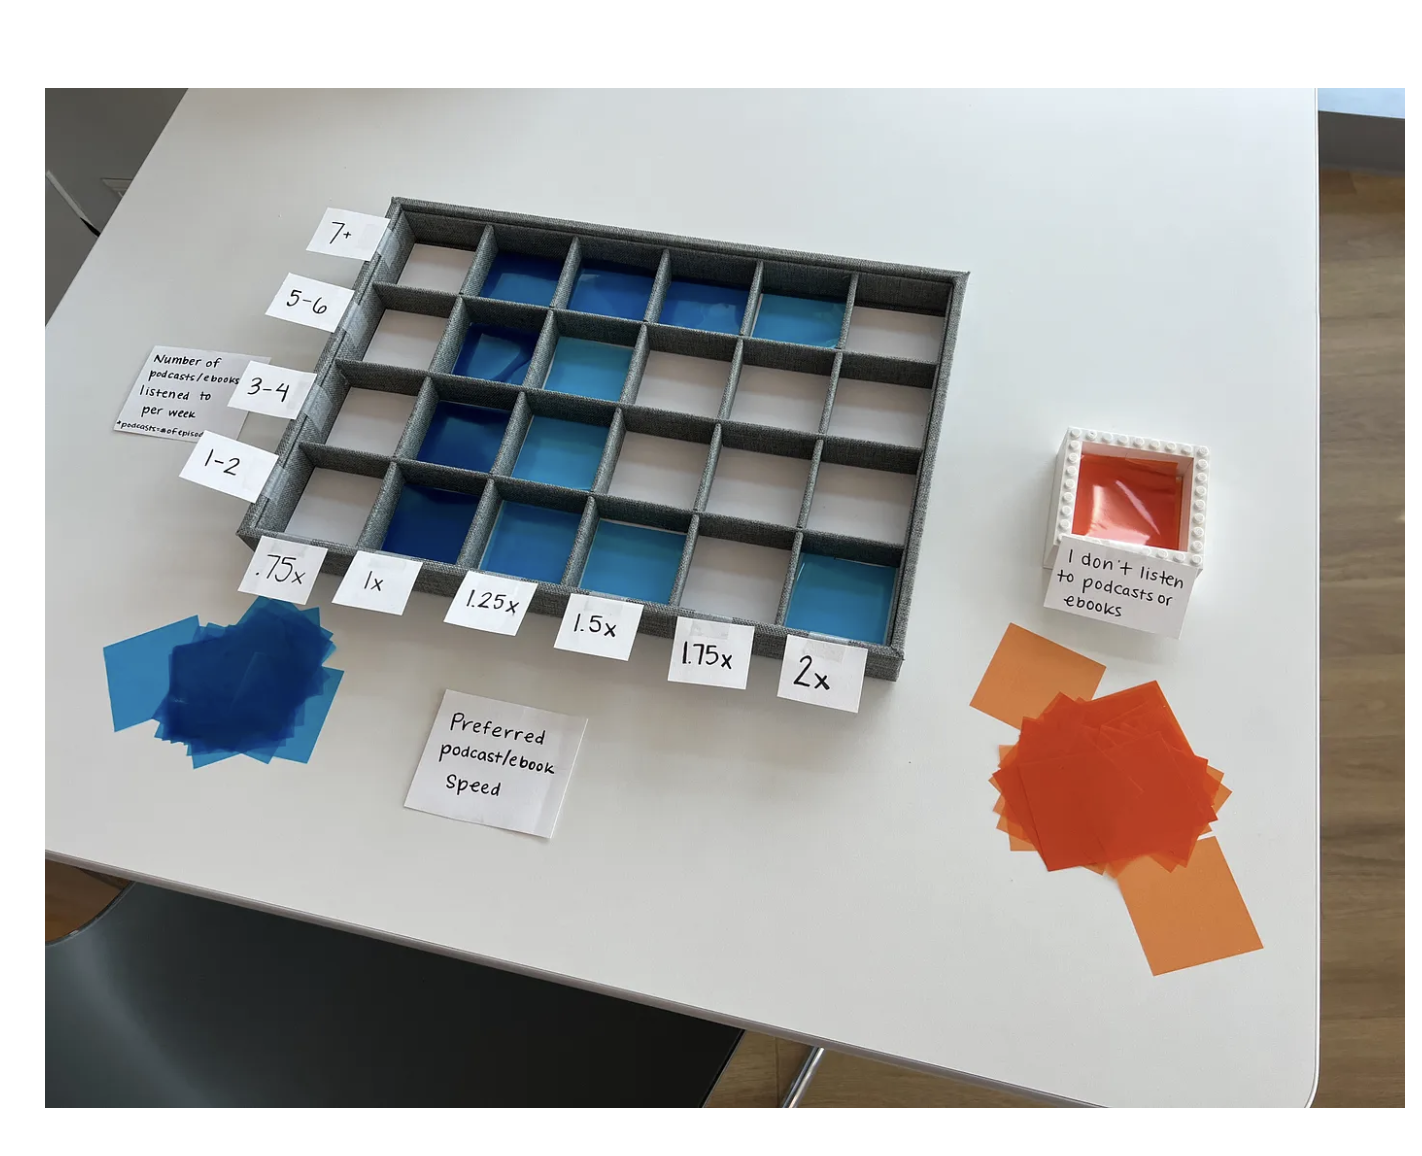 7+
5-6
3-4
1-2
Number of
podcasts/ebooks
listened to
per week
.75x
1x
1.25x
1.5x
1.75x
2x
Preferred
podcast/ebook
Speed
I don't listen
to podcasts or
ebooks